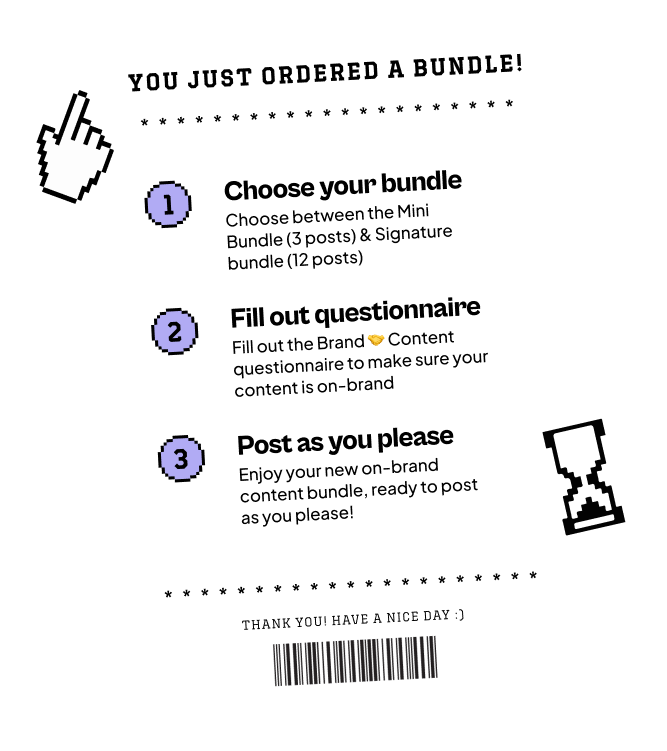 YOU JUST ORDERED A BUNDLE!
* * * * * * * * * * * * * * * * * * * * *
1
Choose your bundle
Choose between the Mini
Bundle (3 posts) & Signature
bundle (12 posts)
2
Fill out questionnaire
Fill out the Brand 🤝 Content
questionnaire to make sure your
content is on-brand
3
Post as you please
Enjoy your new on-brand
content bundle, ready to post
as you please!
* * * * * * * * * * * * * * * * * * * * *
THANK YOU! HAVE A NICE DAY :)